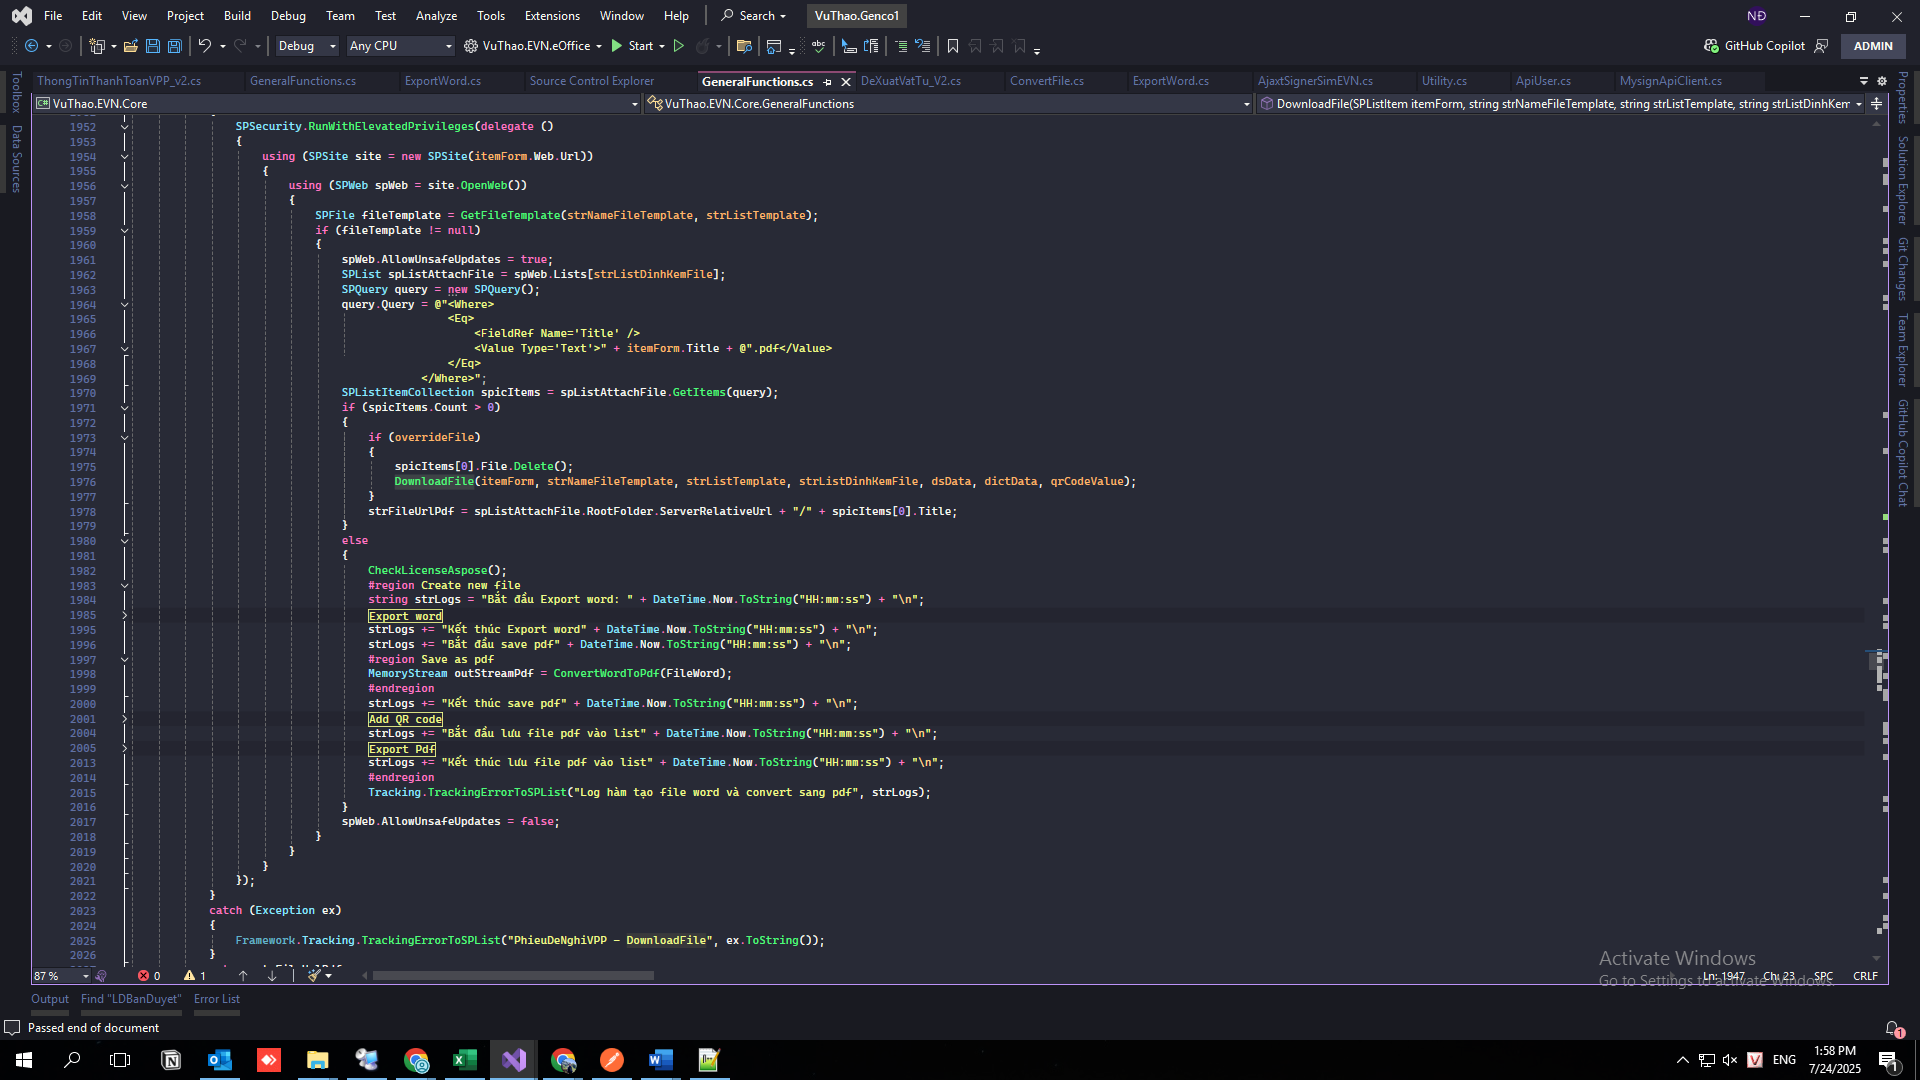 File Edit View Project Build Debug Team Test Analyze Tools Extensions Window Help Search VuThao.Genco1 NĐ
Debug Any CPU VuThao.EVN.eOffice Start GitHub Copilot ADMIN
ThongTinThanhToanVPP_v2.cs GeneralFunctions.cs ExportWord.cs Source Control Explorer GeneralFunctions.cs DeXuatVatTu_V2.cs ConvertFile.cs ExportWord.cs AjaxtSignerSimEVN.cs Utility.cs ApiUser.cs MysignApiClient.cs
VuThao.EVN.Core VuThao.EVN.Core.GeneralFunctions DownloadFile(SPListItem itemForm, string strNameFileTemplate, string strListTemplate, string strListDinhKem
Toolbox
Data Sources
Properties
Solution Explorer
Git Changes
Team Explorer
GitHub Copilot Chat
1952 SPSecurity.RunWithElevatedPrivileges(delegate ()
1953 {
1954 using (SPSite site = new SPSite(itemForm.Web.Url))
1955 {
1956 using (SPWeb spWeb = site.OpenWeb())
1957 {
1958 SPFile fileTemplate = GetFileTemplate(strNameFileTemplate, strListTemplate);
1959 if (fileTemplate != null)
1960 {
1961 spWeb.AllowUnsafeUpdates = true;
1962 SPList spListAttachFile = spWeb.Lists[strListDinhKemFile];
1963 SPQuery query = new SPQuery();
1964 query.Query = @"<Where>
1965 <Eq>
1966 <FieldRef Name='Title' />
1967 <Value Type='Text'>" + itemForm.Title + @".pdf</Value>
1968 </Eq>
1969 </Where>";
1970 SPListItemCollection spicItems = spListAttachFile.GetItems(query);
1971 if (spicItems.Count > 0)
1972 {
1973 if (overrideFile)
1974 {
1975 spicItems[0].File.Delete();
1976 DownloadFile(itemForm, strNameFileTemplate, strListTemplate, strListDinhKemFile, dsData, dictData, qrCodeValue);
1977 }
1978 strFileUrlPdf = spListAttachFile.RootFolder.ServerRelativeUrl + "/" + spicItems[0].Title;
1979 }
1980 else
1981 {
1982 CheckLicenseAspose();
1983 #region Create new file
1984 string strLogs = "Bắt đầu Export word: " + DateTime.Now.ToString("HH:mm:ss") + "\n";
1985 Export word
1995 strLogs += "Kết thúc Export word" + DateTime.Now.ToString("HH:mm:ss") + "\n";
1996 strLogs += "Bắt đầu save pdf" + DateTime.Now.ToString("HH:mm:ss") + "\n";
1997 #region Save as pdf
1998 MemoryStream outStreamPdf = ConvertWordToPdf(FileWord);
1999 #endregion
2000 strLogs += "Kết thúc save pdf" + DateTime.Now.ToString("HH:mm:ss") + "\n";
2001 Add QR code
2004 strLogs += "Bắt đầu lưu file pdf vào list" + DateTime.Now.ToString("HH:mm:ss") + "\n";
2005 Export Pdf
2013 strLogs += "Kết thúc lưu file pdf vào list" + DateTime.Now.ToString("HH:mm:ss") + "\n";
2014 #endregion
2015 Tracking.TrackingErrorToSPList("Log hàm tạo file word và convert sang pdf", strLogs);
2016 }
2017 spWeb.AllowUnsafeUpdates = false;
2018 }
2019 }
2020 }
2021 });
2022 }
2023 catch (Exception ex)
2024 {
2025 Framework.Tracking.TrackingErrorToSPList("PhieuDeNghiVPP - DownloadFile", ex.ToString());
2026 }
87 % 0 1 Ln: 1947 Ch: 23 SPC CRLF
Activate Windows
Go to Settings to activate Windows.
Output Find "LDBanDuyet" Error List
Passed end of document 1
ENG 1:58 PM
7/24/2025 1